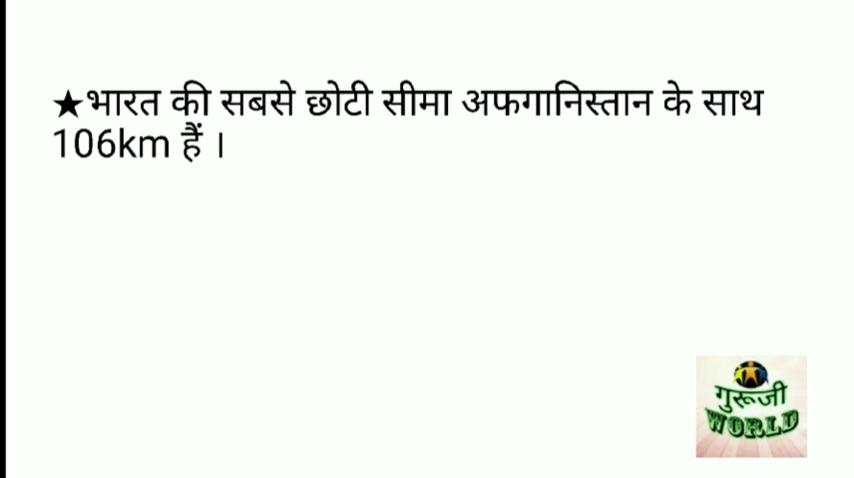 ★भारत की सबसे छोटी सीमा अफगानिस्तान के साथ
106km हैं ।
गुरूजी
WORLD